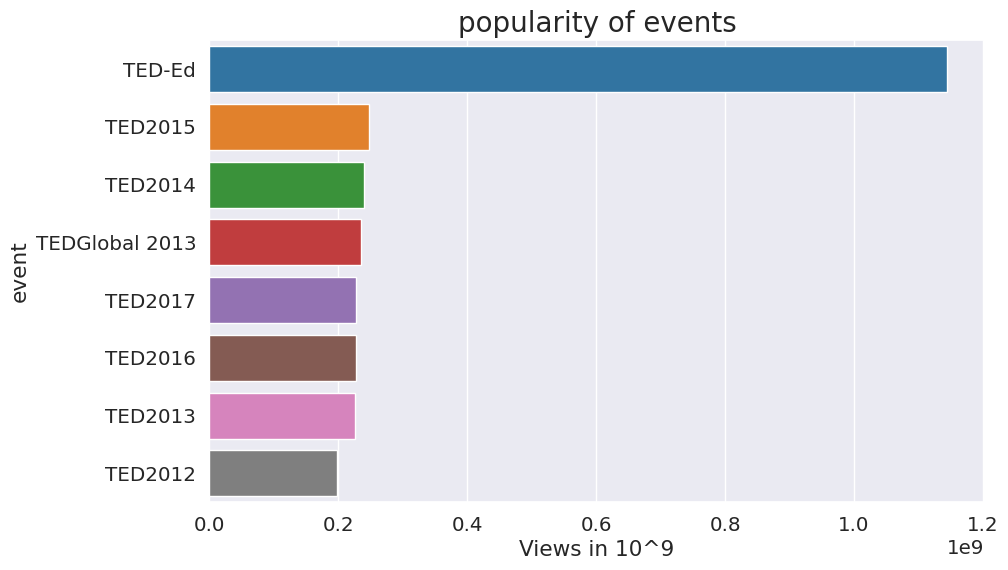 popularity of events
TED-Ed
TED2015
TED2014
TEDGlobal 2013
TED2017
TED2016
TED2013
TED2012
event
0.0 0.2 0.4 0.6 0.8 1.0 1.2
Views in 10^9
1e9